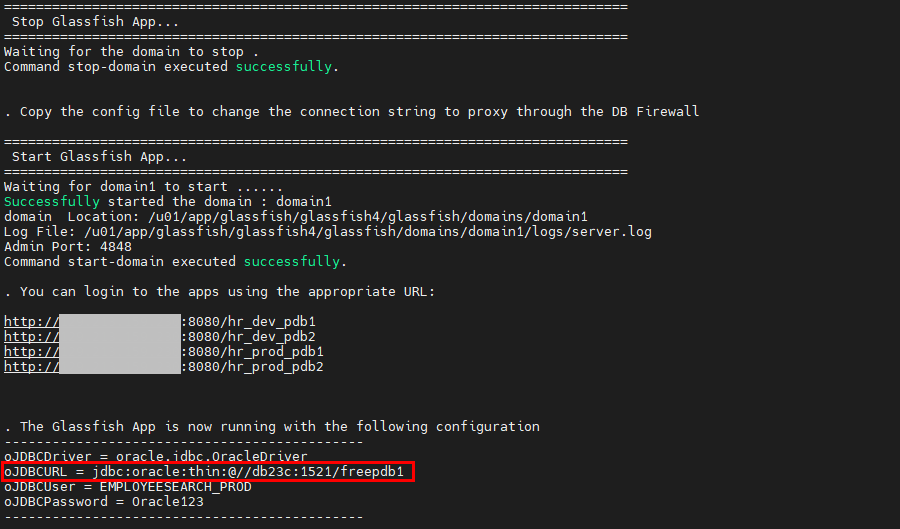 ==============================================================================
Stop Glassfish App...
==============================================================================
Waiting for the domain to stop .
Command stop-domain executed successfully.
. Copy the config file to change the connection string to proxy through the DB Firewall
==============================================================================
Start Glassfish App...
==============================================================================
Waiting for domain1 to start ......
Successfully started the domain : domain1
domain  Location: /u01/app/glassfish/glassfish4/glassfish/domains/domain1
Log File: /u01/app/glassfish/glassfish4/glassfish/domains/domain1/logs/server.log
Admin Port: 4848
Command start-domain executed successfully.
. You can login to the apps using the appropriate URL:
http:// :8080/hr_dev_pdb1
http:// :8080/hr_dev_pdb2
http:// :8080/hr_prod_pdb1
http:// :8080/hr_prod_pdb2
. The Glassfish App is now running with the following configuration
---------------------------------------------
oJDBCDriver = oracle.jdbc.OracleDriver
oJDBCURL = jdbc:oracle:thin:@//db23c:1521/freepdb1
oJDBCUser = EMPLOYEESEARCH_PROD
oJDBCPassword = Oracle123
---------------------------------------------